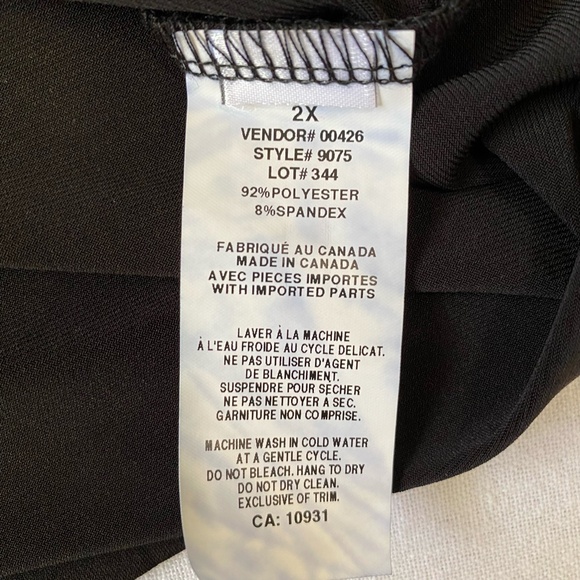 2X
VENDOR# 00426
STYLE# 9075
LOT# 344
92%POLYESTER
8%SPANDEX
FABRIQUÉ AU CANADA
MADE IN CANADA
AVEC PIECES IMPORTES
WITH IMPORTED PARTS
LAVER À LA MACHINE
À L'EAU FROIDE AU CYCLE DELICAT.
NE PAS UTILISER D'AGENT
DE BLANCHIMENT.
SUSPENDRE POUR SÉCHER
NE PAS NETTOYER A SEC.
GARNITURE NON COMPRISE.
MACHINE WASH IN COLD WATER
AT A GENTLE CYCLE.
DO NOT BLEACH. HANG TO DRY
DO NOT DRY CLEAN.
EXCLUSIVE OF TRIM.
CA: 10931